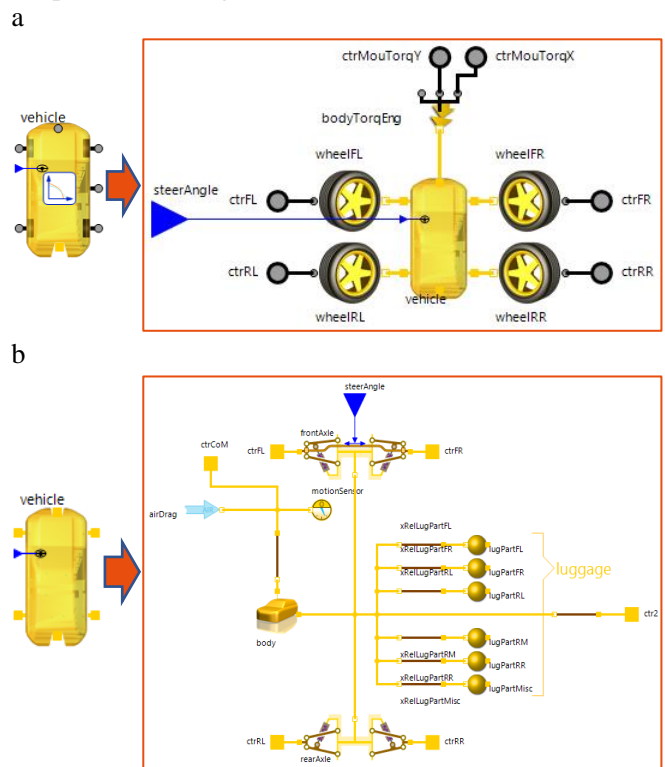 a
ctrMouTorqY
ctrMouTorqX
vehicle
bodyTorqEng
wheelFL
wheelFR
steerAngle
ctrFL
ctrFR
ctrRL
ctrRR
vehicle
wheelRL
wheelRR
b
steerAngle
frontAxle
ctrCoM
ctrFL
ctrFR
vehicle
motionSensor
airDrag
xRelLugPartFL
lugPartFL
xRelLugPartFR
xRelLugPartRL
lugPartFR
luggage
lugPartRL
ctr2
body
lugPartRM
xRelLugPartRM
lugPartRR
xRelLugPartRR
lugPartMisc
xRelLugPartMisc
ctrRL
ctrRR
rearAxle